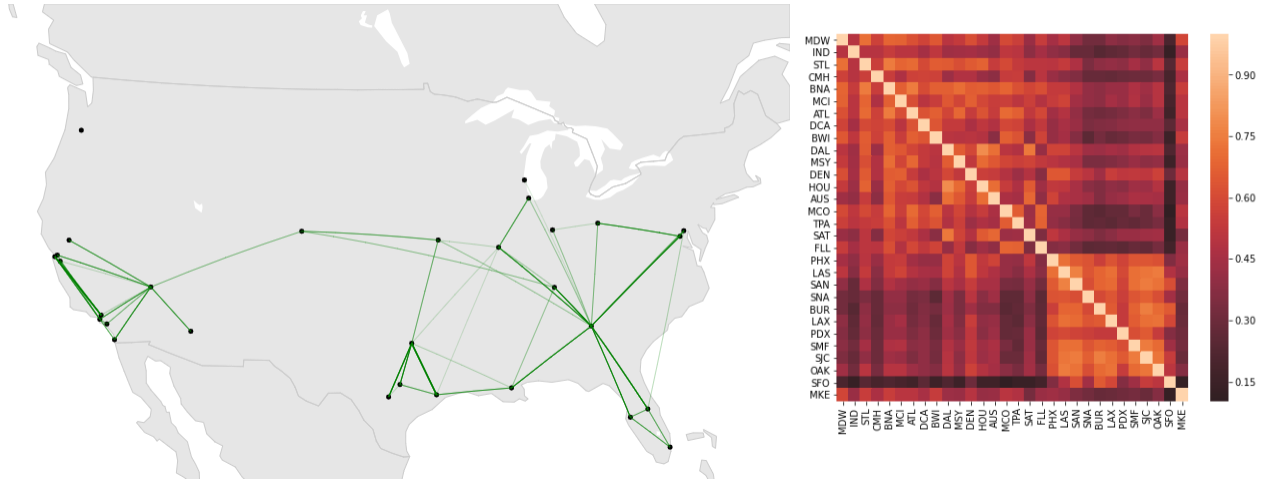 MDW
IND
STL
CMH
BNA
MCI
ATL
DCA
BWI
DAL
MSY
DEN
HOU
AUS
MCO
TPA
SAT
FLL
PHX
LAS
SAN
SNA
BUR
LAX
PDX
SMF
SJC
OAK
SFO
MKE
MDW IND STL CMH BNA MCI ATL DCA BWI DAL MSY DEN HOU AUS MCO TPA SAT FLL PHX LAS SAN SNA BUR LAX PDX SMF SJC OAK SFO MKE
0.90
0.75
0.60
0.45
0.30
0.15